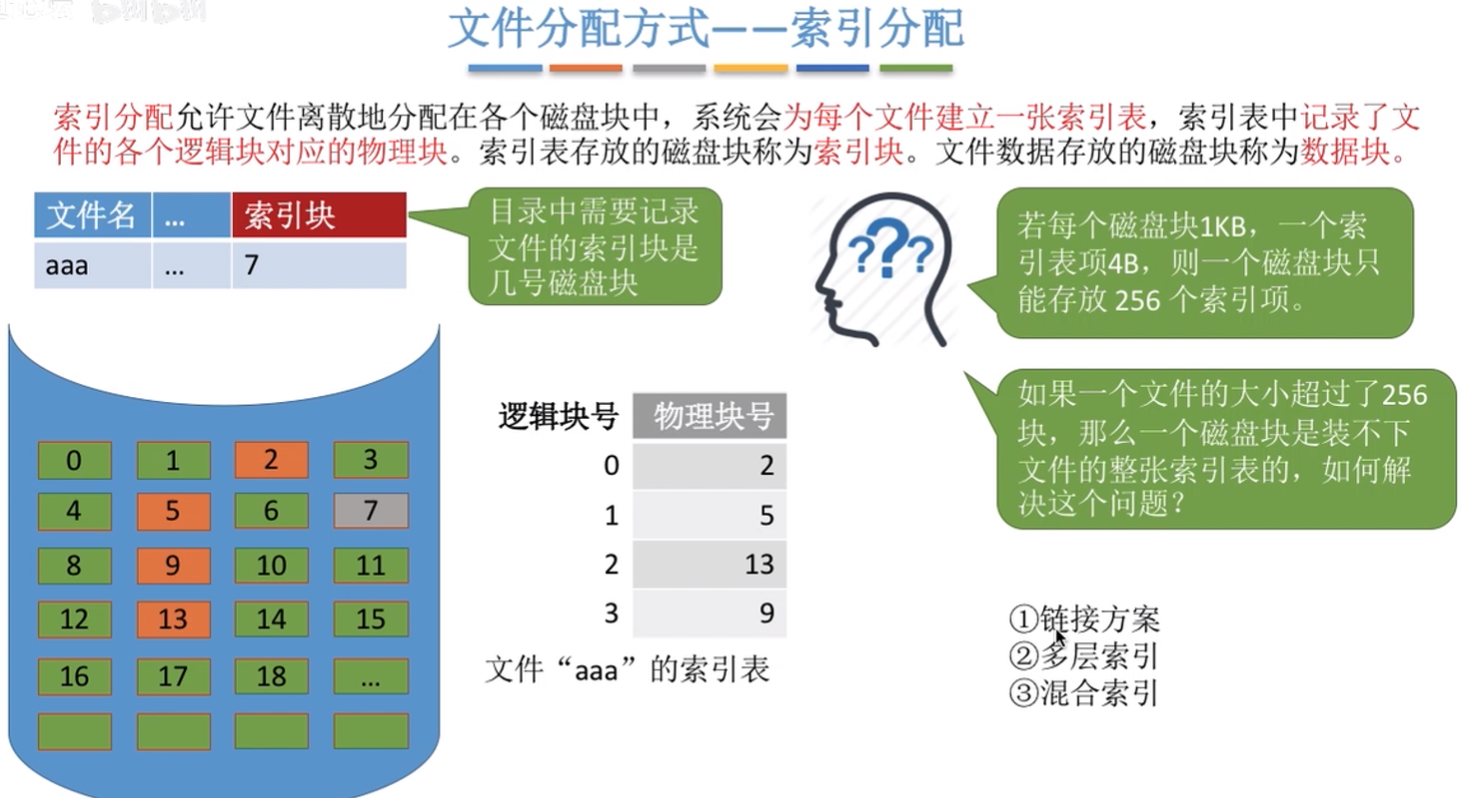 文件分配方式——索引分配
索引分配允许文件离散地分配在各个磁盘块中，系统会为每个文件建立一张索引表，索引表中记录了文
件的各个逻辑块对应的物理块。索引表存放的磁盘块称为索引块。文件数据存放的磁盘块称为数据块。
文件名 ... 索引块
aaa ... 7
目录中需要记录
文件的索引块是
几号磁盘块
???
若每个磁盘块1KB，一个索
引表项4B，则一个磁盘块只
能存放 256 个索引项。
如果一个文件的大小超过了256
块，那么一个磁盘块是装不下
文件的整张索引表的，如何解
决这个问题？
0 1 2 3
4 5 6 7
8 9 10 11
12 13 14 15
16 17 18 ...
逻辑块号 物理块号
0 2
1 5
2 13
3 9
文件“aaa”的索引表
①链接方案
②多层索引
③混合索引